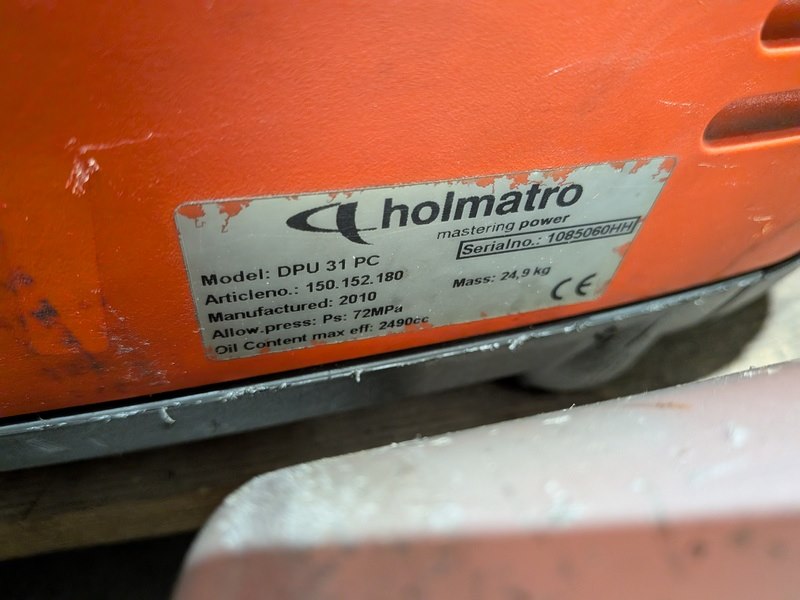 holmatro
mastering power
Serialno.: 1085060HH
Model: DPU 31 PC
Articleno.: 150.152.180
Mass: 24,9 kg
Manufactured: 2010
Allow.press: Ps: 72MPa
Oil Content max eff: 2490cc
CE